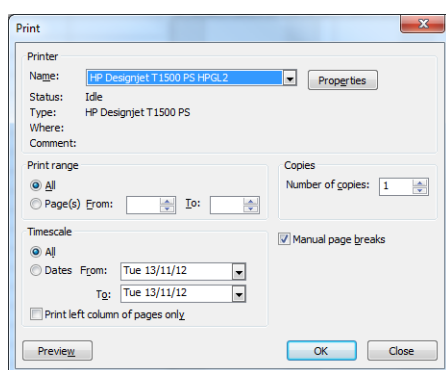 Print
Printer
Name: HP Designjet T1500 PS HPGL2 Properties
Status: Idle
Type: HP Designjet T1500 PS
Where:
Comment:
Print range
All
Page(s) From: To:
Copies
Number of copies: 1
Timescale
All
Dates From: Tue 13/11/12
To: Tue 13/11/12
Print left column of pages only
Manual page breaks
Preview OK Close